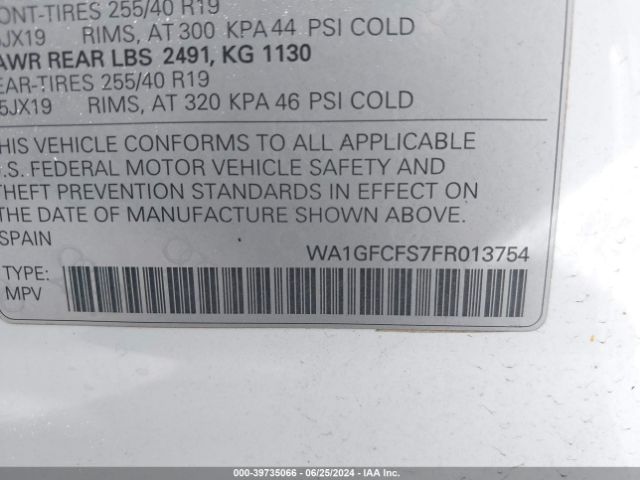 ONT-TIRES 255/40 R19
5JX19 RIMS, AT 300 KPA 44 PSI COLD
AWR REAR LBS 2491, KG 1130
EAR-TIRES 255/40 R19
5JX19 RIMS, AT 320 KPA 46 PSI COLD
HIS VEHICLE CONFORMS TO ALL APPLICABLE
.S. FEDERAL MOTOR VEHICLE SAFETY AND
THEFT PREVENTION STANDARDS IN EFFECT ON
THE DATE OF MANUFACTURE SHOWN ABOVE.
SPAIN
WA1GFCFS7FR013754
TYPE:
MPV
000-39735066 / 06/25/2024 / IAA Inc.